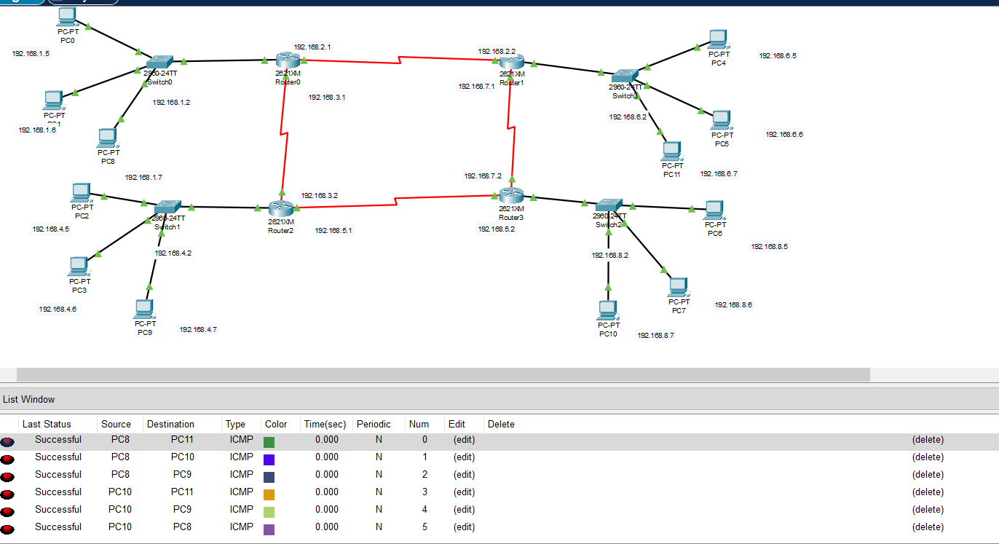 PC-PT
PC0
192.168.1.5
2960-24TT
Switch0
PC-PT
192.168.1.6
192.168.1.2
PC-PT
PC8
192.168.1.7
192.168.2.1
2621XM
Router0
192.168.3.1
192.168.2.2
2621XM
Router1
192.168.7.1
PC-PT
PC4
192.168.6.5
2960-24TT
Switch3
192.168.6.2
PC-PT
PC5
192.168.6.6
PC-PT
PC11
192.168.6.7
PC-PT
PC2
192.168.4.5
2960-24TT
Switch1
192.168.4.2
PC-PT
PC3
192.168.4.6
PC-PT
PC9
192.168.4.7
192.168.3.2
2621XM
Router2
192.168.5.1
192.168.7.2
2621XM
Router3
192.168.5.2
2960-24TT
Switch2
192.168.8.2
PC-PT
PC6
192.168.8.5
PC-PT
PC7
192.168.8.6
PC-PT
PC10
192.168.8.7
List Window
Last Status Source Destination Type Color Time(sec) Periodic Num Edit Delete
Successful PC8 PC11 ICMP 0.000 N 0 (edit) (delete)
Successful PC8 PC10 ICMP 0.000 N 1 (edit) (delete)
Successful PC8 PC9 ICMP 0.000 N 2 (edit) (delete)
Successful PC10 PC11 ICMP 0.000 N 3 (edit) (delete)
Successful PC10 PC9 ICMP 0.000 N 4 (edit) (delete)
Successful PC10 PC8 ICMP 0.000 N 5 (edit) (delete)